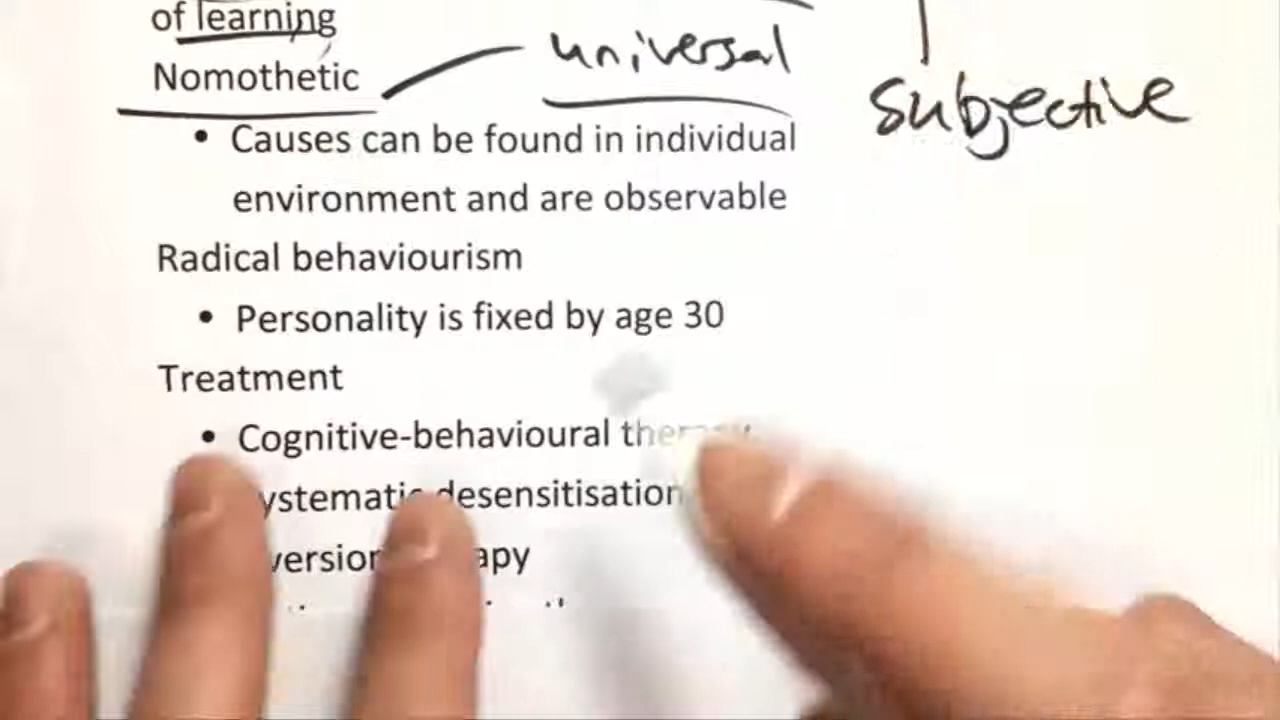 of learning
Nomothetic
universal
subjective
• Causes can be found in individual
environment and are observable
Radical behaviourism
• Personality is fixed by age 30
Treatment
• Cognitive-behavioural therapy
desensitisation